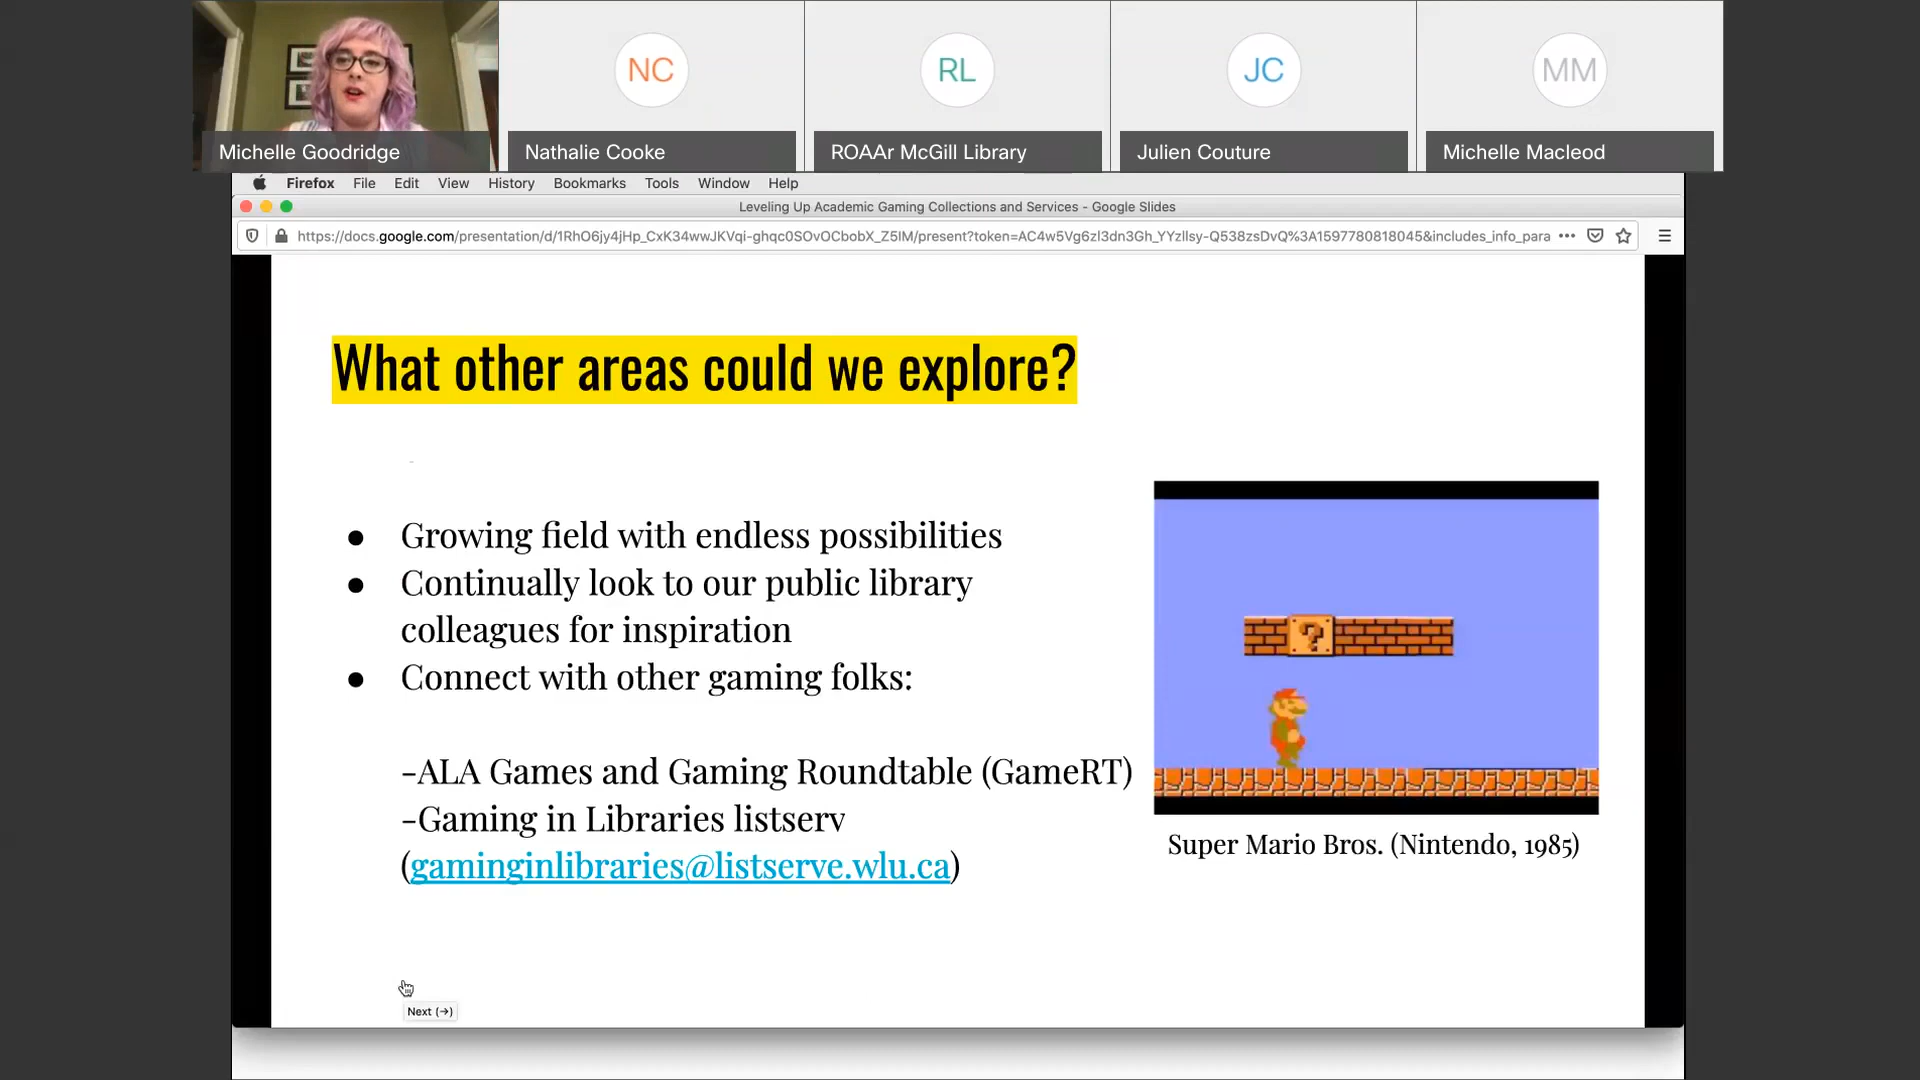 NC
RL
JC
MM
Michelle Goodridge
Nathalie Cooke
ROAAr McGill Library
Julien Couture
Michelle Macleod
Firefox File Edit View History Bookmarks Tools Window Help
Leveling Up Academic Gaming Collections and Services - Google Slides
https://docs.google.com/presentation/d/1RhO6jy4jHp_CxK34wwJKVqi-ghqc0SOvOCbobX_Z5IM/present?token=AC4w5Vg6zl3dn3Gh_YYzllsy-Q538zsDvQ%3A1597780818045&includes_info_para
What other areas could we explore?
● Growing field with endless possibilities
● Continually look to our public library
colleagues for inspiration
● Connect with other gaming folks:
-ALA Games and Gaming Roundtable (GameRT)
-Gaming in Libraries listserv
(gaminginlibraries@listserve.wlu.ca)
?
Super Mario Bros. (Nintendo, 1985)
Next (→)